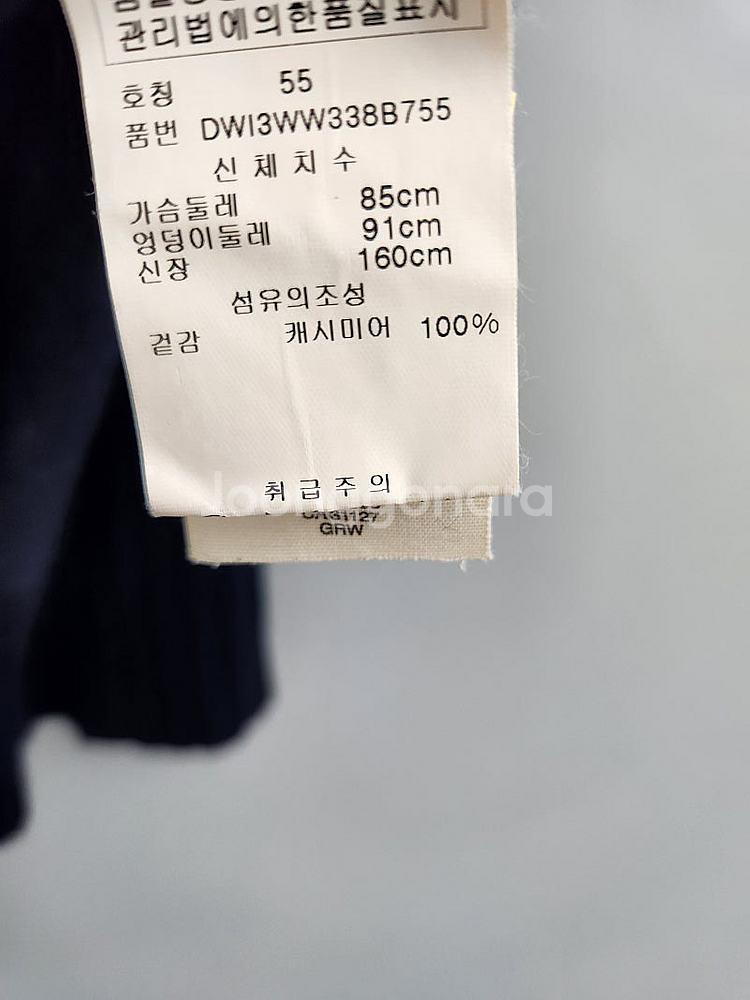 관리법에의한품질표시
호칭 55
품번 DWI3WW338B755
신체치수
가슴둘레 85cm
엉덩이둘레 91cm
신장 160cm
섬유의조성
겉감 캐시미어 100%
취급주의
Joonggonara
GRW